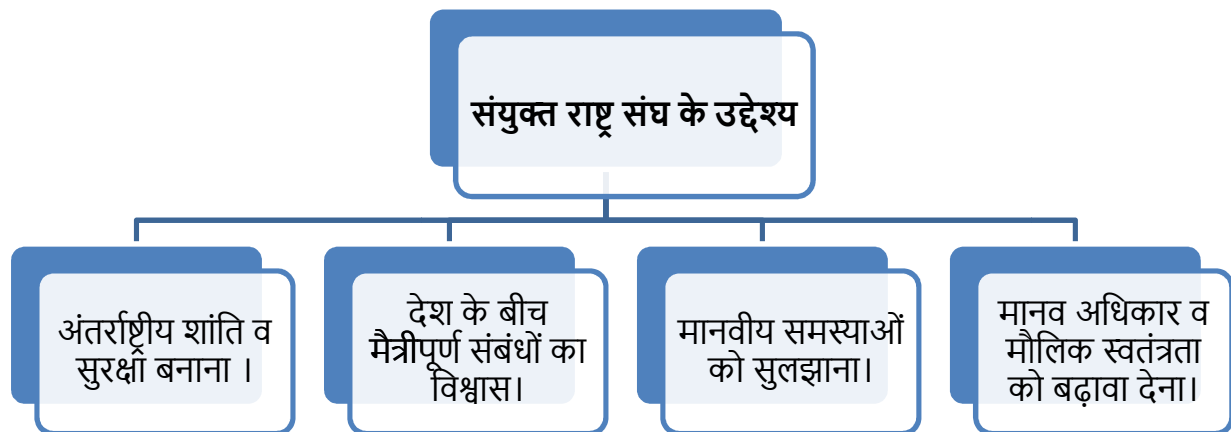 संयुक्त राष्ट्र संघ के उद्देश्य
अंतर्राष्ट्रीय शांति व
सुरक्षा बनाना ।
देश के बीच
मैत्रीपूर्ण संबंधों का
विश्वास।
मानवीय समस्याओं
को सुलझाना।
मानव अधिकार व
मौलिक स्वतंत्रता
को बढ़ावा देना।